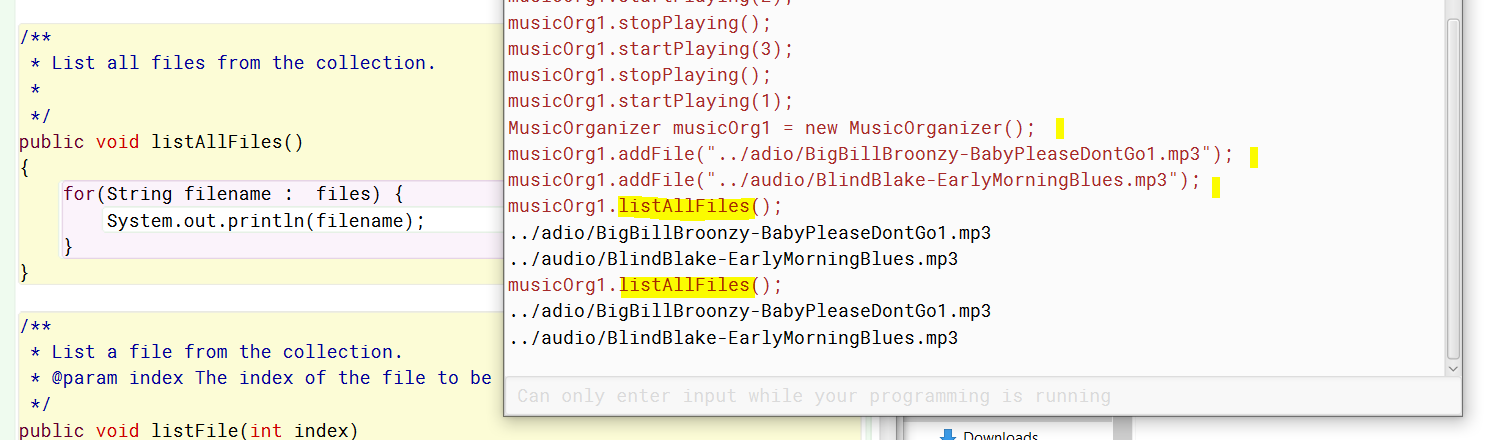 /**
 * List all files from the collection.
 *
 */
public void listAllFiles()
{
    for(String filename :  files) {
        System.out.println(filename);
    }
}
/**
 * List a file from the collection.
 * @param index The index of the file to be
 */
public void listFile(int index)
musicOrg1.stopPlaying();
musicOrg1.startPlaying(3);
musicOrg1.stopPlaying();
musicOrg1.startPlaying(1);
MusicOrganizer musicOrg1 = new MusicOrganizer();
musicOrg1.addFile("../adio/BigBillBroonzy-BabyPleaseDontGo1.mp3");
musicOrg1.addFile("../audio/BlindBlake-EarlyMorningBlues.mp3");
musicOrg1.listAllFiles();
../adio/BigBillBroonzy-BabyPleaseDontGo1.mp3
../audio/BlindBlake-EarlyMorningBlues.mp3
musicOrg1.listAllFiles();
../adio/BigBillBroonzy-BabyPleaseDontGo1.mp3
../audio/BlindBlake-EarlyMorningBlues.mp3
Can only enter input while your programming is running
Downloads